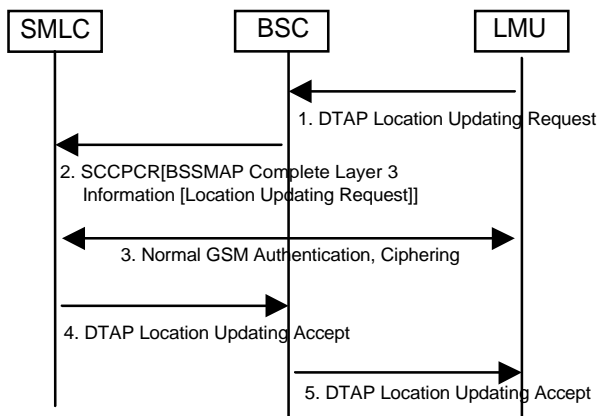 SMLC
BSC
LMU
1. DTAP Location Updating Request
2. SCCPCR[BSSMAP Complete Layer 3
Information [Location Updating Request]]
3. Normal GSM Authentication, Ciphering
4. DTAP Location Updating Accept
5. DTAP Location Updating Accept